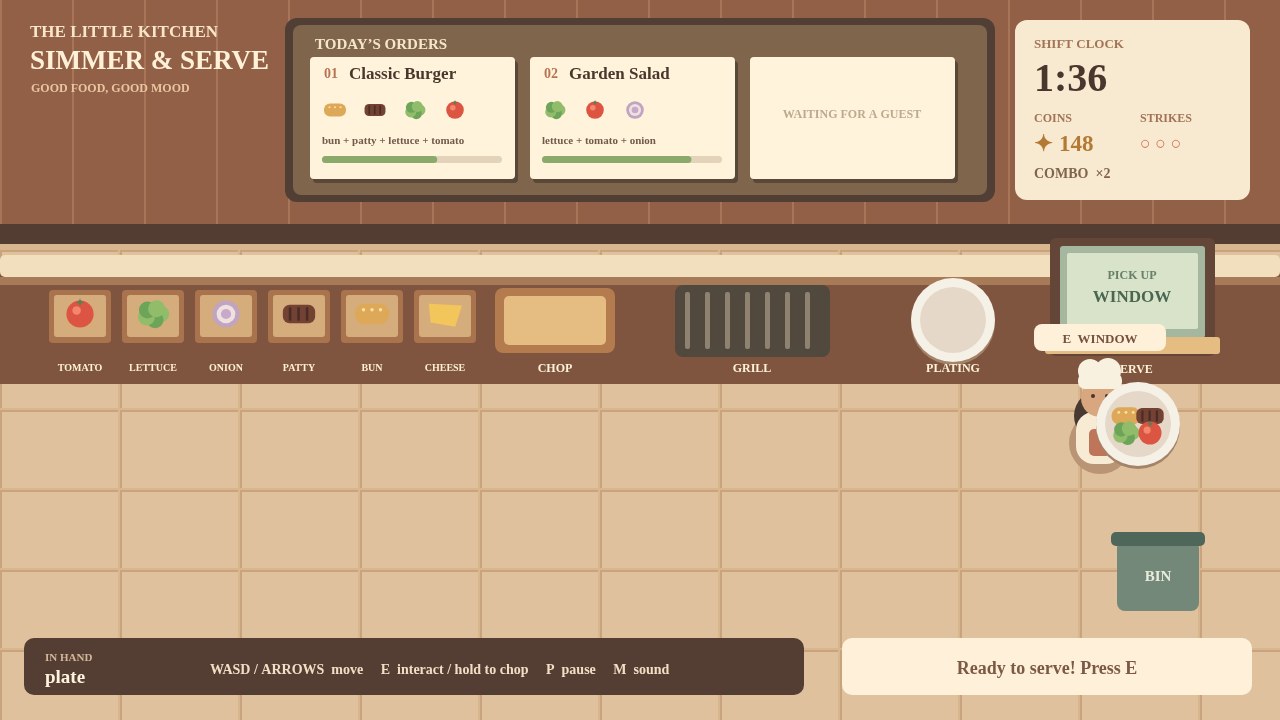 THE LITTLE KITCHEN
SIMMER & SERVE
GOOD FOOD, GOOD MOOD
TODAY’S ORDERS
01 Classic Burger
bun + patty + lettuce + tomato
02 Garden Salad
lettuce + tomato + onion
WAITING FOR A GUEST
SHIFT CLOCK
1:36
COINS
STRIKES
✦ 148
○ ○ ○
COMBO ×2
PICK UP
WINDOW
E WINDOW
TOMATO
LETTUCE
ONION
PATTY
BUN
CHEESE
CHOP
GRILL
PLATING
ERVE
BIN
IN HAND
plate
WASD / ARROWS move E interact / hold to chop P pause M sound
Ready to serve! Press E